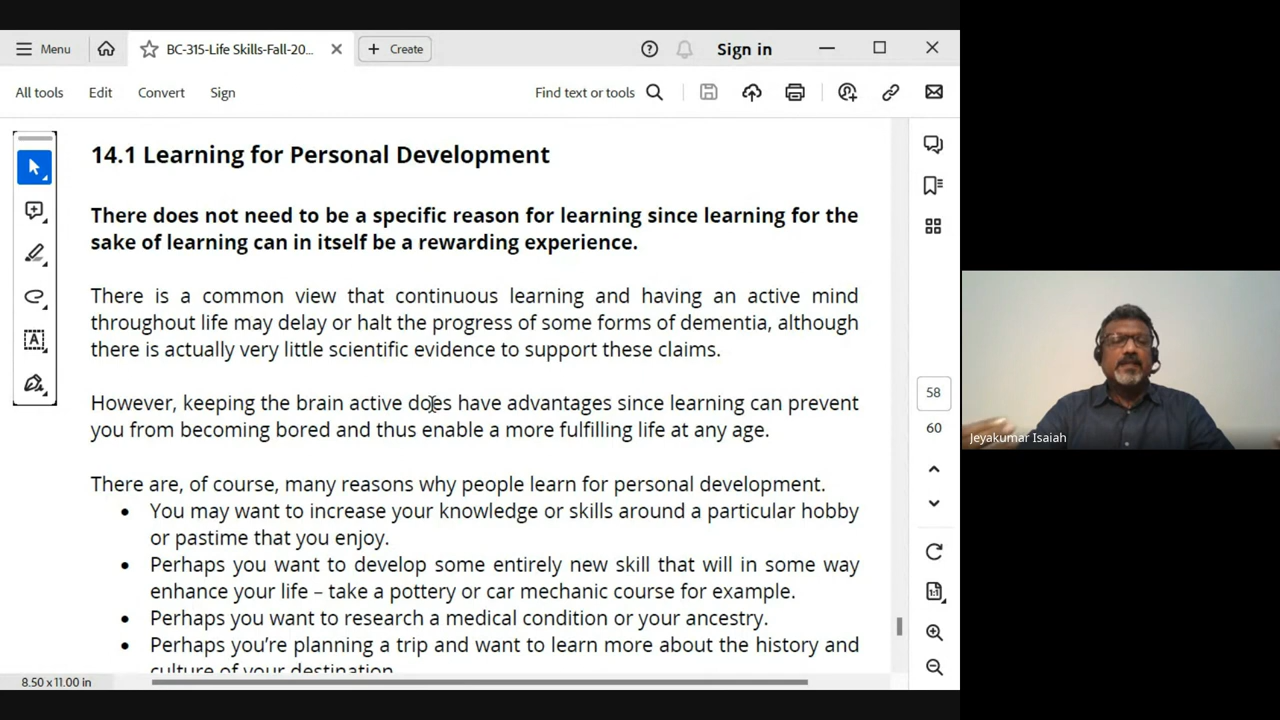 Menu
BC-315-Life Skills-Fall-20...
Create
Sign in
All tools
Edit
Convert
Sign
Find text or tools
14.1 Learning for Personal Development
There does not need to be a specific reason for learning since learning for the
sake of learning can in itself be a rewarding experience.
There is a common view that continuous learning and having an active mind
throughout life may delay or halt the progress of some forms of dementia, although
there is actually very little scientific evidence to support these claims.
However, keeping the brain active does have advantages since learning can prevent
you from becoming bored and thus enable a more fulfilling life at any age.
There are, of course, many reasons why people learn for personal development.
• You may want to increase your knowledge or skills around a particular hobby
or pastime that you enjoy.
• Perhaps you want to develop some entirely new skill that will in some way
enhance your life – take a pottery or car mechanic course for example.
• Perhaps you want to research a medical condition or your ancestry.
• Perhaps you're planning a trip and want to learn more about the history and
culture of your destination
58
60
1:1
8.50 x 11.00 in
Jeyakumar Isaiah